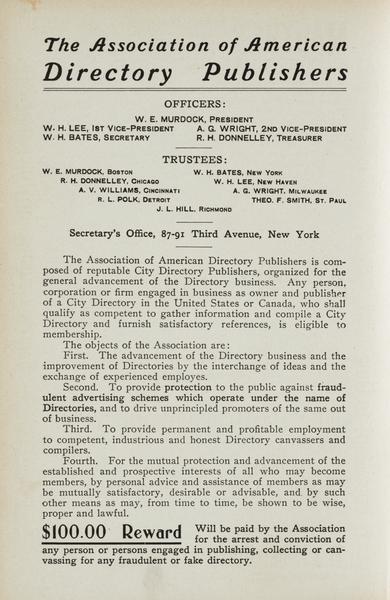 The Association of American
Directory Publishers
OFFICERS:
W. E. MURDOCK, PRESIDENT
W. H. LEE, 1ST VICE-PRESIDENT A. G. WRIGHT, 2ND VICE-PRESIDENT
W. H. BATES, SECRETARY R. H. DONNELLEY, TREASURER
TRUSTEES:
W. E. MURDOCK, BOSTON W. H. BATES, NEW YORK
R. H. DONNELLEY, CHICAGO W. H. LEE, NEW HAVEN
A. V. WILLIAMS, CINCINNATI A. G. WRIGHT, MILWAUKEE
R. L. POLK, DETROIT THEO. F. SMITH, ST. PAUL
J. L. HILL, RICHMOND
Secretary's Office, 87-91 Third Avenue, New York
The Association of American Directory Publishers is com-
posed of reputable City Directory Publishers, organized for the
general advancement of the Directory business. Any person,
corporation or firm engaged in business as owner and publisher
of a City Directory in the United States or Canada, who shall
qualify as competent to gather information and compile a City
Directory and furnish satisfactory references, is eligible to
membership.
The objects of the Association are:
First. The advancement of the Directory business and the
improvement of Directories by the interchange of ideas and the
exchange of experienced employes.
Second. To provide protection to the public against fraud-
ulent advertising schemes which operate under the name of
Directories, and to drive unprincipled promoters of the same out
of business.
Third. To provide permanent and profitable employment
to competent, industrious and honest Directory canvassers and
compilers.
Fourth. For the mutual protection and advancement of the
established and prospective interests of all who may become
members, by personal advice and assistance of members as may
be mutually satisfactory, desirable or advisable, and by such
other means as may, from time to time, be shown to be wise,
proper and lawful.
$100.00 Reward Will be paid by the Association
for the arrest and conviction of
any person or persons engaged in publishing, collecting or can-
vassing for any fraudulent or fake directory.